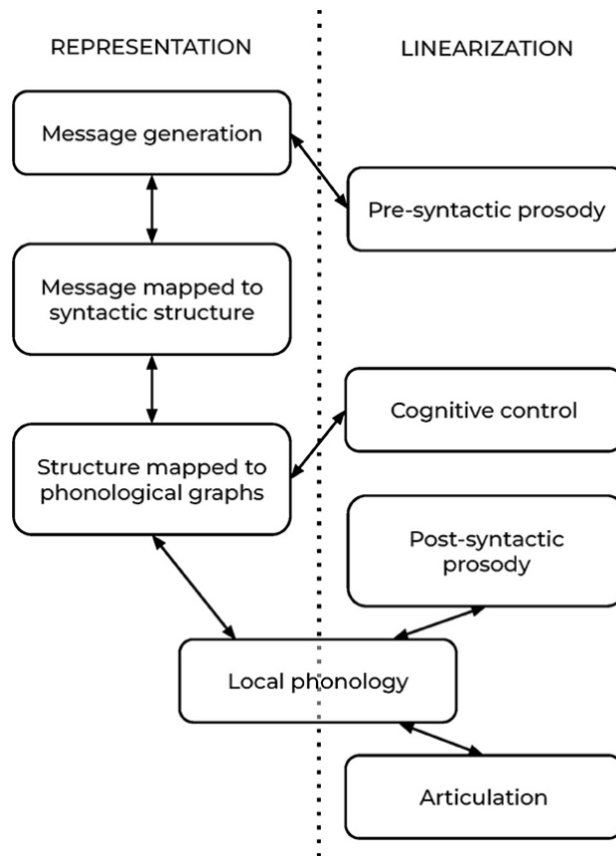 REPRESENTATION
LINEARIZATION
Message generation
Pre-syntactic prosody
Message mapped to
syntactic structure
Cognitive control
Structure mapped to
phonological graphs
Post-syntactic
prosody
Local phonology
Articulation